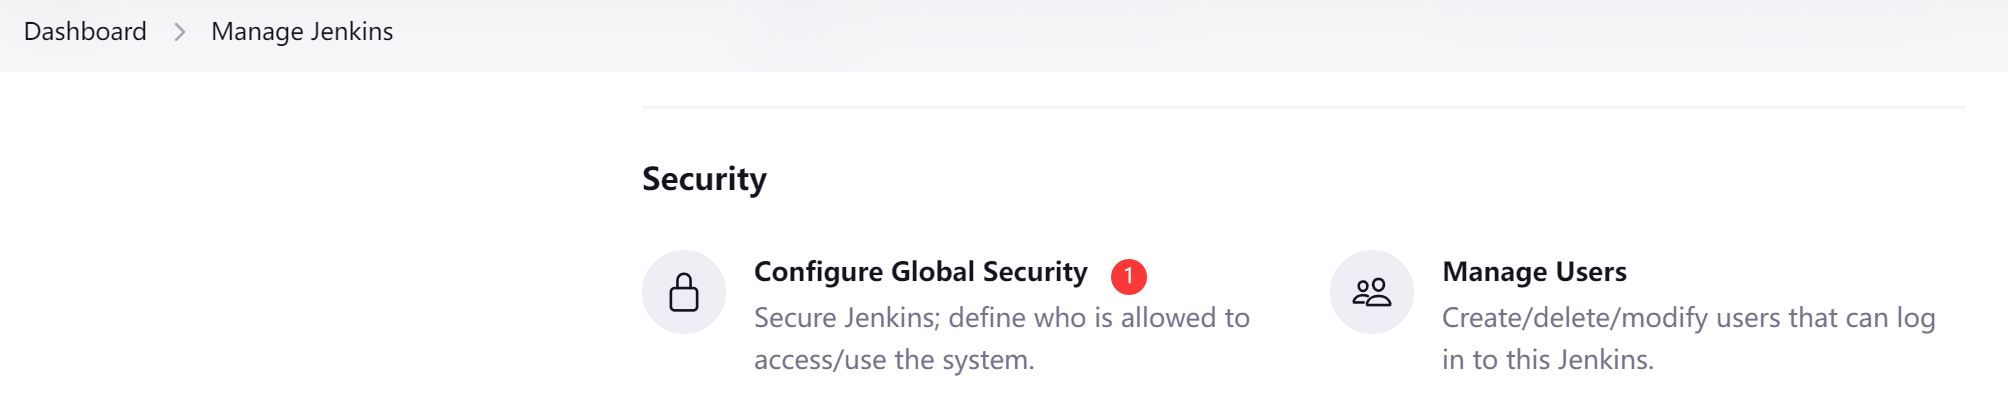 Dashboard > Manage Jenkins
Security
Configure Global Security 1
Secure Jenkins; define who is allowed to
access/use the system.
Manage Users
Create/delete/modify users that can log
in to this Jenkins.